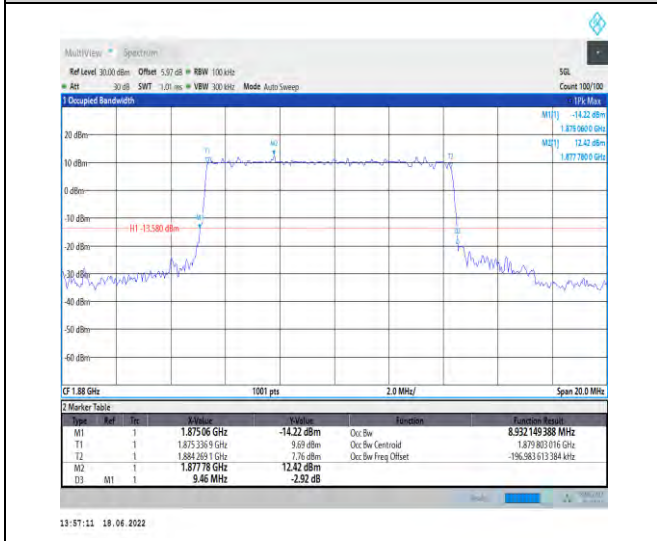 MultiView Spectrum
Ref Level 30.00 dBm Offset 5.97 dB RBW 100 kHz SGL
Att 30 dB SWT 1.01 ms VBW 300 kHz Mode Auto Sweep Count 100/100
1 Occupied Bandwidth 1Pk Max
M1[1] -14.22 dBm
1.875 060 0 GHz
M2[1] 12.42 dBm
1.877 780 0 GHz
20 dBm
M2
T1
T2
10 dBm
0 dBm
-10 dBm
H1 -13.580 dBm
-20 dBm
-30 dBm
-40 dBm
-50 dBm
-60 dBm
CF 1.88 GHz 1001 pts 2.0 MHz/ Span 20.0 MHz
2 Marker Table
Type Ref Trc X-Value Y-Value Function Function Result
M1 1 1.875 06 GHz -14.22 dBm Occ Bw 8.932 149 388 MHz
T1 1 1.875 336 9 GHz 9.69 dBm Occ Bw Centroid 1.879 803 016 GHz
T2 1 1.884 269 1 GHz 7.76 dBm Occ Bw Freq Offset -196.983 613 384 kHz
M2 1 1.877 78 GHz 12.42 dBm
D3 M1 1 9.46 MHz -2.92 dB
13:57:11 18.06.2022